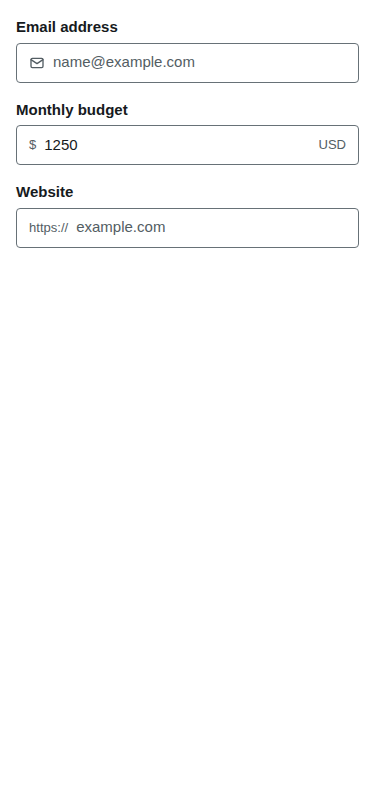 Email address
name@example.com
Monthly budget
$ 1250 USD
Website
https:// example.com